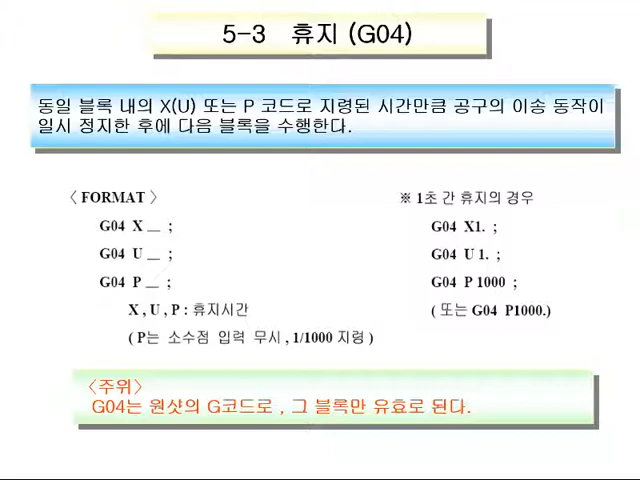 5-3 휴지 (G04)
동일 블록 내의 X(U) 또는 P 코드로 지령된 시간만큼 공구의 이송 동작이
일시 정지한 후에 다음 블록을 수행한다.
〈 FORMAT 〉
G04 X __ ;
G04 U __ ;
G04 P __ ;
X , U , P : 휴지시간
( P는 소수점 입력 무시 , 1/1000 지령 )
※ 1초 간 휴지의 경우
G04 X1. ;
G04 U 1. ;
G04 P 1000 ;
( 또는 G04 P1000.)
〈주위〉
G04는 원샷의 G코드로 , 그 블록만 유효로 된다.